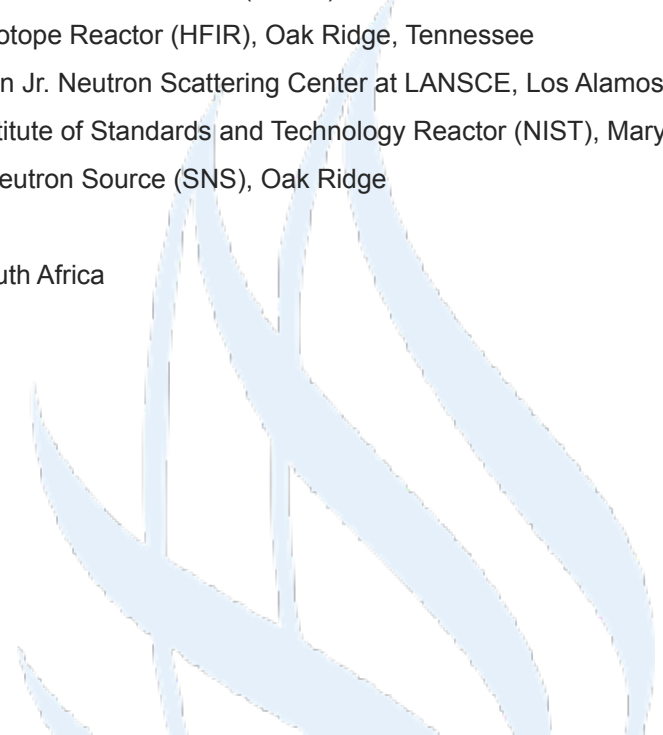 otope Reactor (HFIR), Oak Ridge, Tennessee
n Jr. Neutron Scattering Center at LANSCE, Los Alamos
titute of Standards and Technology Reactor (NIST), Mary
eutron Source (SNS), Oak Ridge
uth Africa